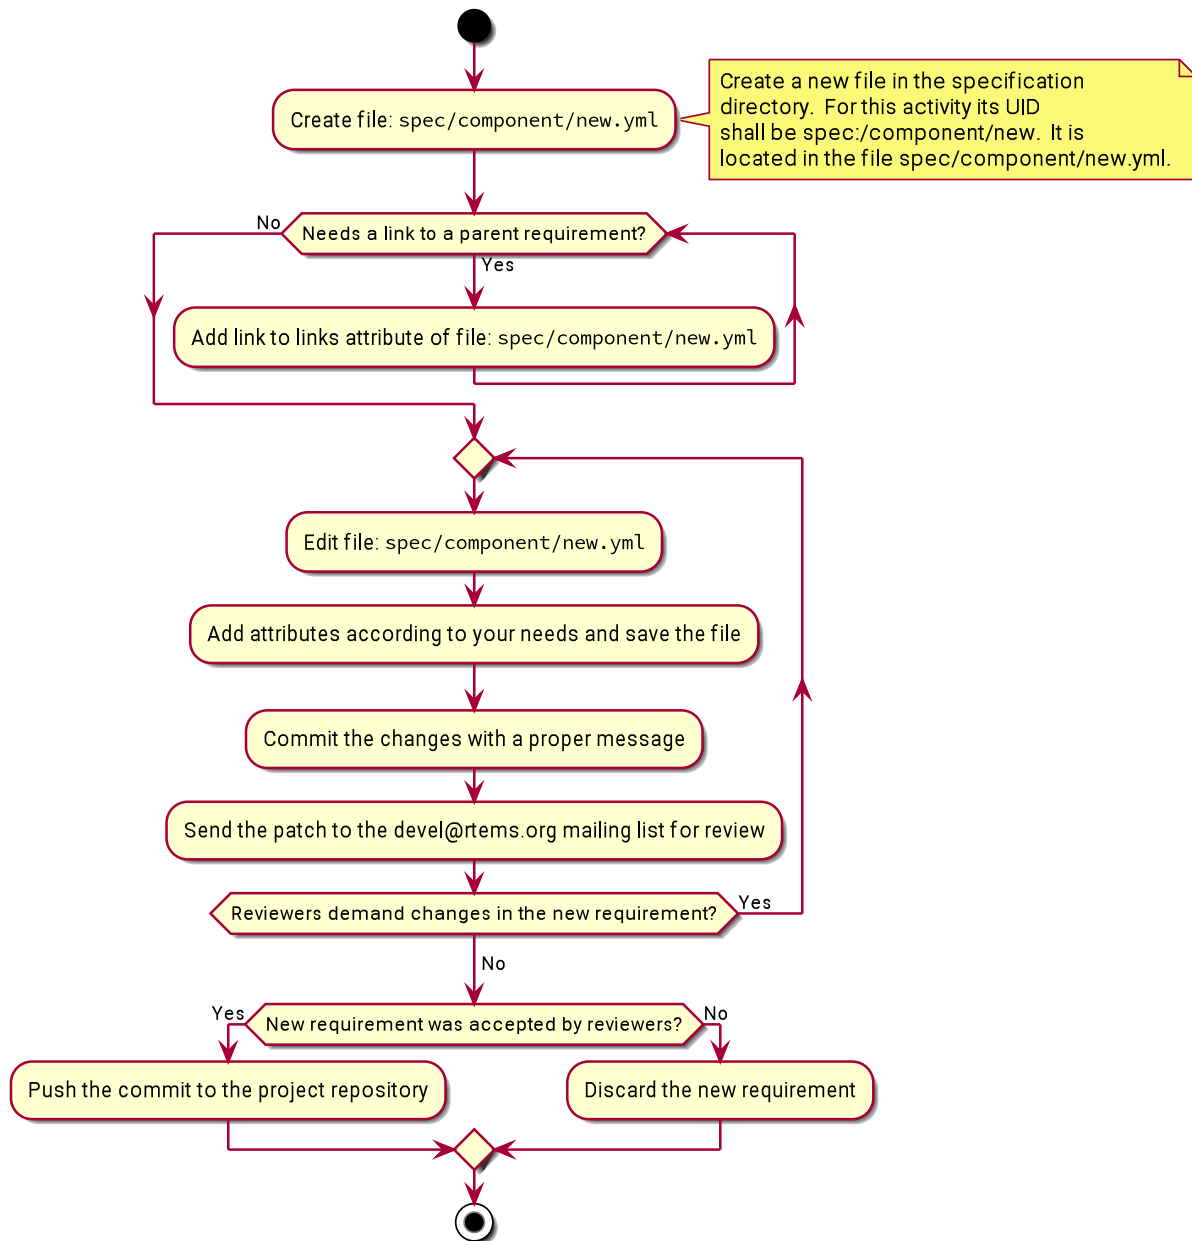 Create file: spec/component/new.yml
Create a new file in the specification
directory.  For this activity its UID
shall be spec:/component/new.  It is
located in the file spec/component/new.yml.
No
Needs a link to a parent requirement?
Yes
Add link to links attribute of file: spec/component/new.yml
Edit file: spec/component/new.yml
Add attributes according to your needs and save the file
Commit the changes with a proper message
Send the patch to the devel@rtems.org mailing list for review
Reviewers demand changes in the new requirement?
Yes
No
Yes
New requirement was accepted by reviewers?
No
Push the commit to the project repository
Discard the new requirement